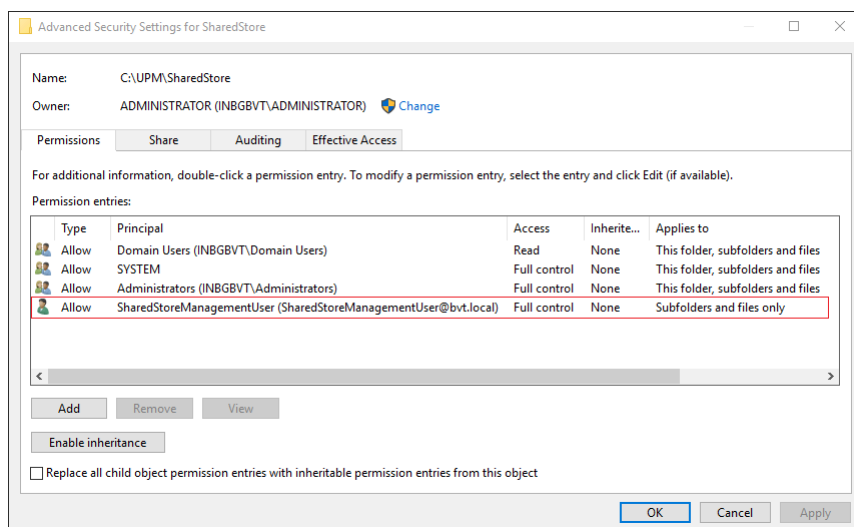 Advanced Security Settings for SharedStore
Name: C:\UPM\SharedStore
Owner: ADMINISTRATOR (INBGBVT\ADMINISTRATOR) Change
Permissions Share Auditing Effective Access
For additional information, double-click a permission entry. To modify a permission entry, select the entry and click Edit (if available).
Permission entries:
Type Principal Access Inherite... Applies to
Allow Domain Users (INBGBVT\Domain Users) Read None This folder, subfolders and files
Allow SYSTEM Full control None This folder, subfolders and files
Allow Administrators (INBGBVT\Administrators) Full control None This folder, subfolders and files
Allow SharedStoreManagementUser (SharedStoreManagementUser@bvt.local) Full control None Subfolders and files only
Add Remove View
Enable inheritance
Replace all child object permission entries with inheritable permission entries from this object
OK Cancel Apply